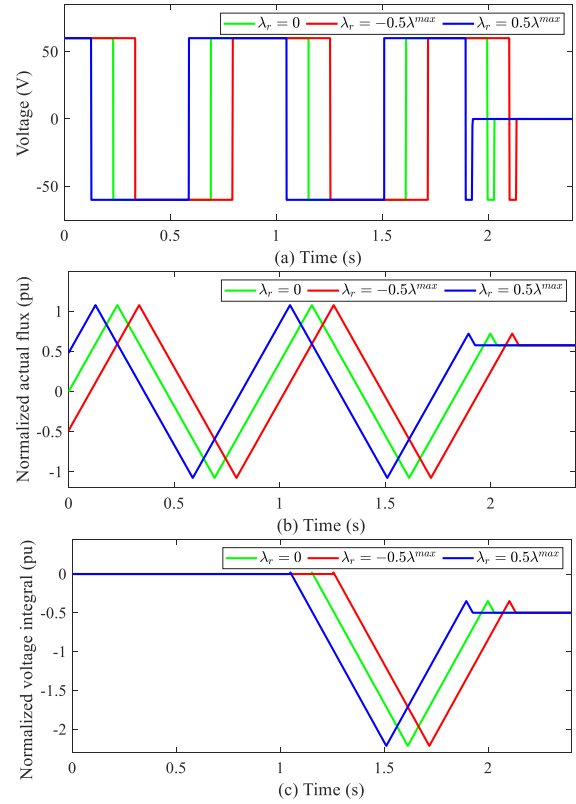 λr = 0 λr = −0.5λmax λr = 0.5λmax
Voltage (V)
50
0
-50
0 0.5 1 1.5 2
(a) Time (s)
λr = 0 λr = −0.5λmax λr = 0.5λmax
Normalized actual flux (pu)
1
0.5
0
-0.5
-1
0 0.5 1 1.5 2
(b) Time (s)
λr = 0 λr = −0.5λmax λr = 0.5λmax
Normalized voltage integral (pu)
0
-0.5
-1
-1.5
-2
0 0.5 1 1.5 2
(c) Time (s)